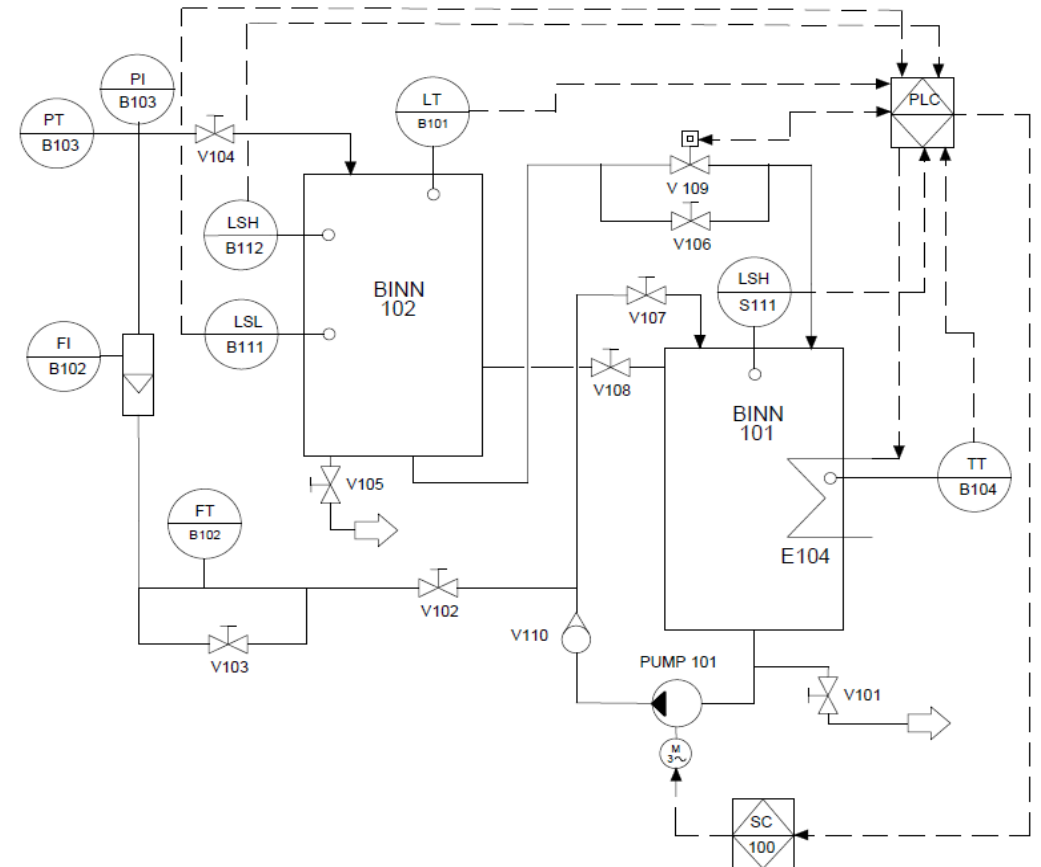 PI
B103
PLC
LT
B101
PT
B103
V104
V 109
LSH
B112
V106
LSH
S111
BINN
102
V107
LSL
B111
FI
B102
V108
BINN
101
TT
B104
V105
FT
B102
E104
V102
V110
V103
PUMP 101
V101
M
3~
SC
100